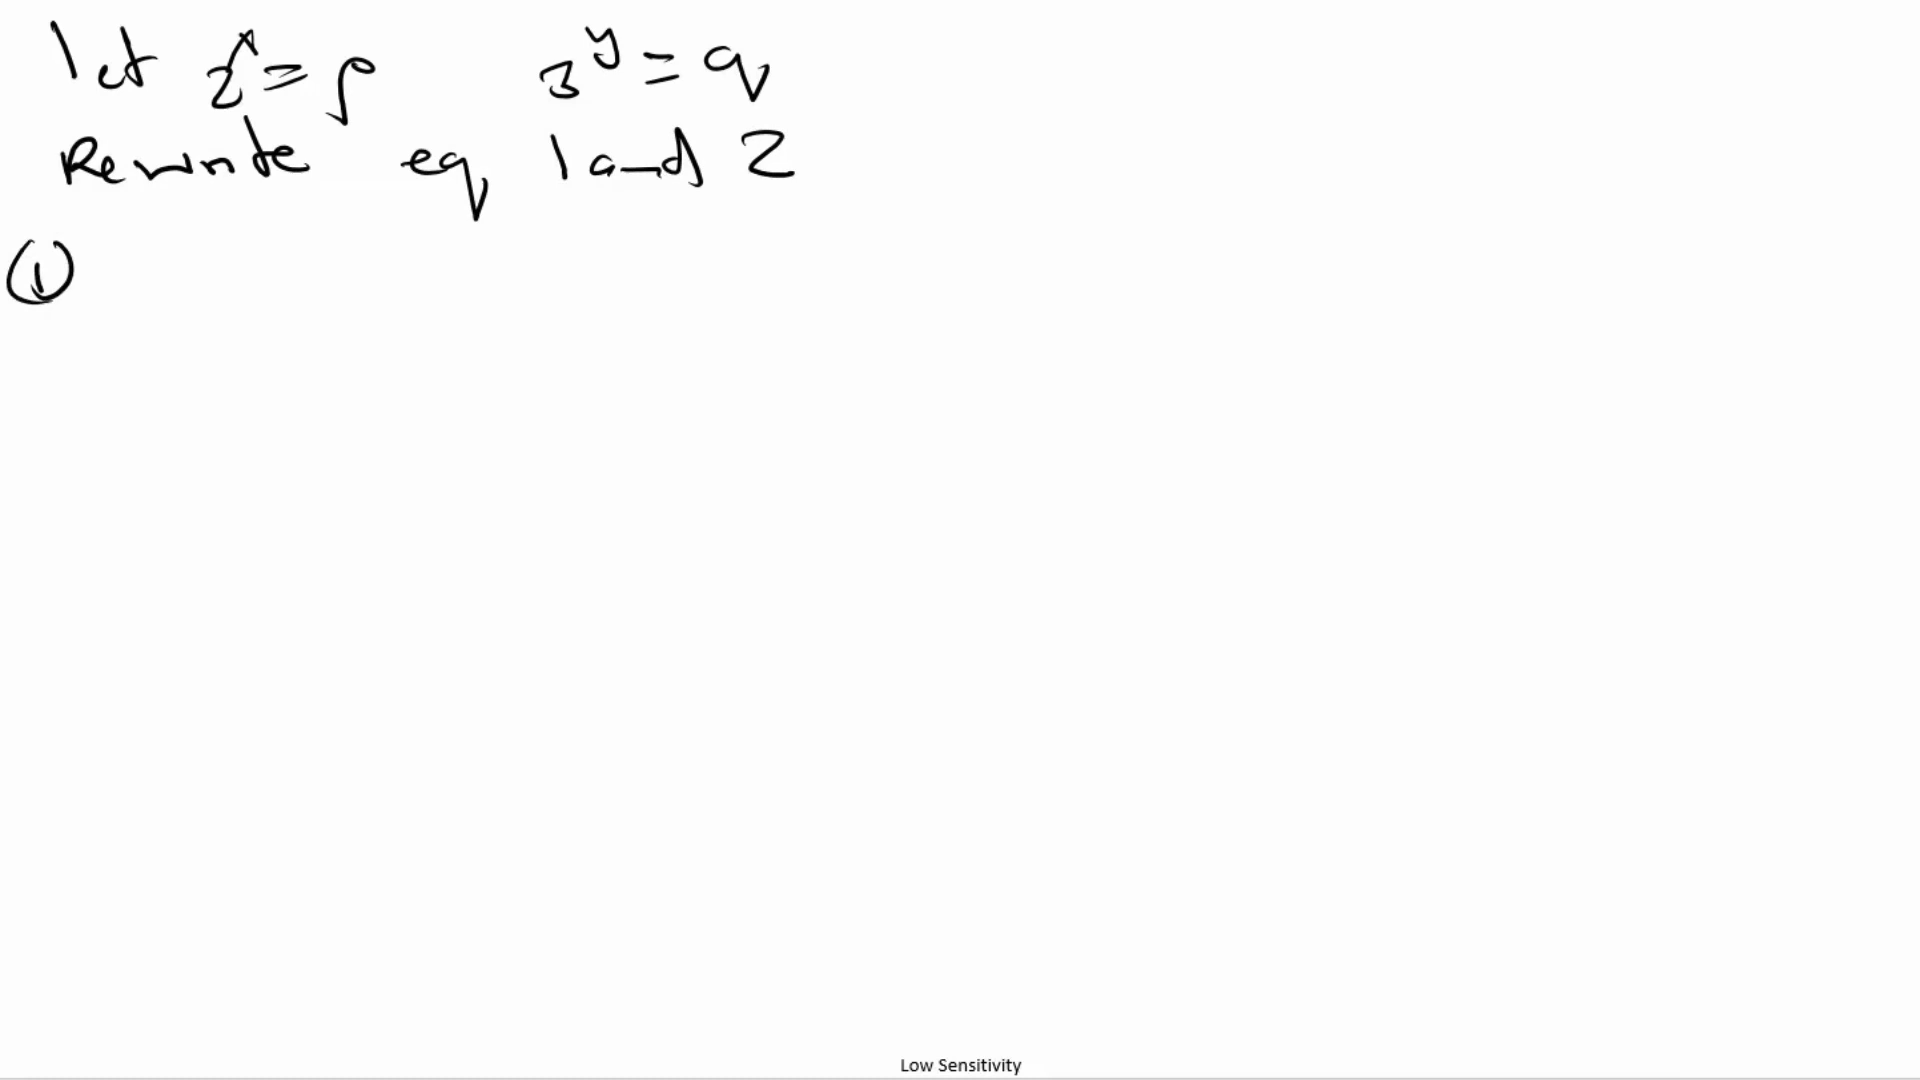 let 2^x = p 3^y = q
Rewrite eq 1 and 2
①
Low Sensitivity